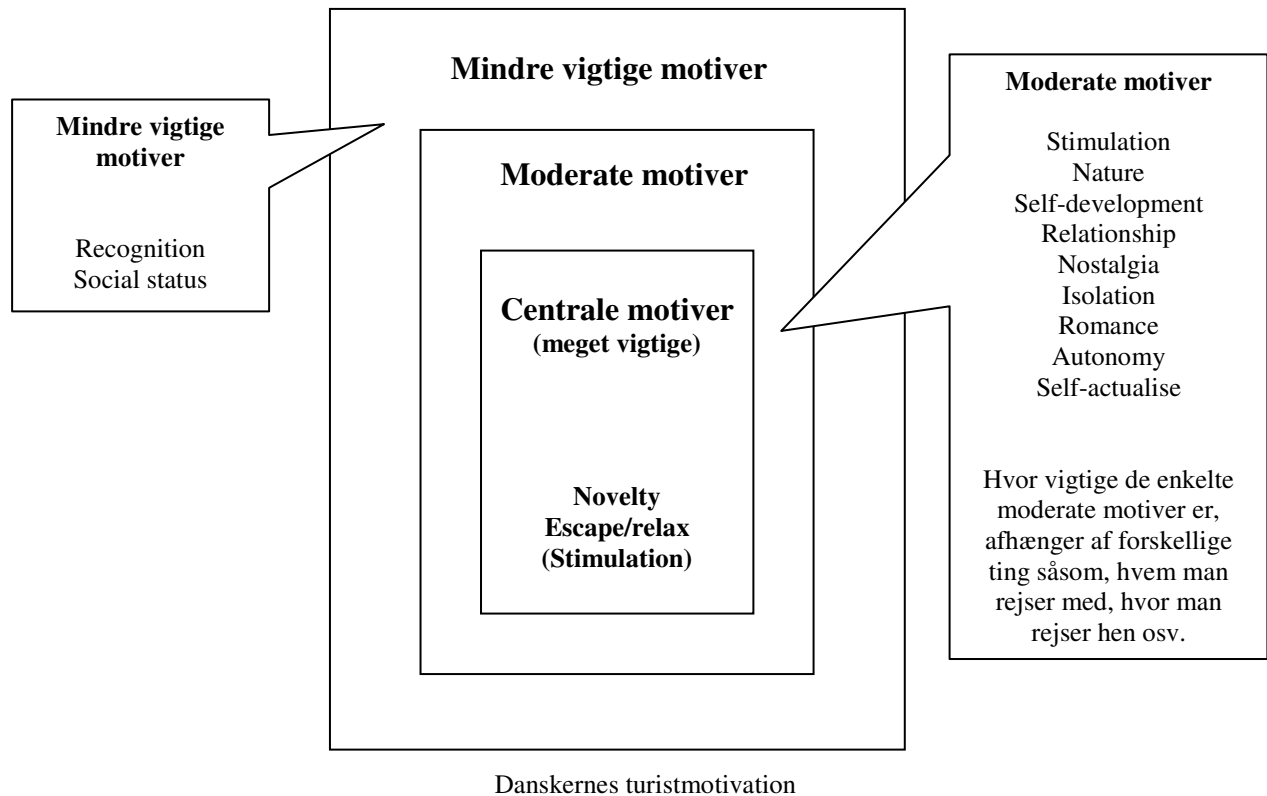 Mindre vigtige motiver
Mindre vigtige
motiver
Recognition
Social status
Moderate motiver
Centrale motiver
(meget vigtige)
Novelty
Escape/relax
(Stimulation)
Moderate motiver
Stimulation
Nature
Self-development
Relationship
Nostalgia
Isolation
Romance
Autonomy
Self-actualise
Hvor vigtige de enkelte
moderate motiver er,
afhænger af forskellige
ting såsom, hvem man
rejser med, hvor man
rejser hen osv.
Danskernes turistmotivation